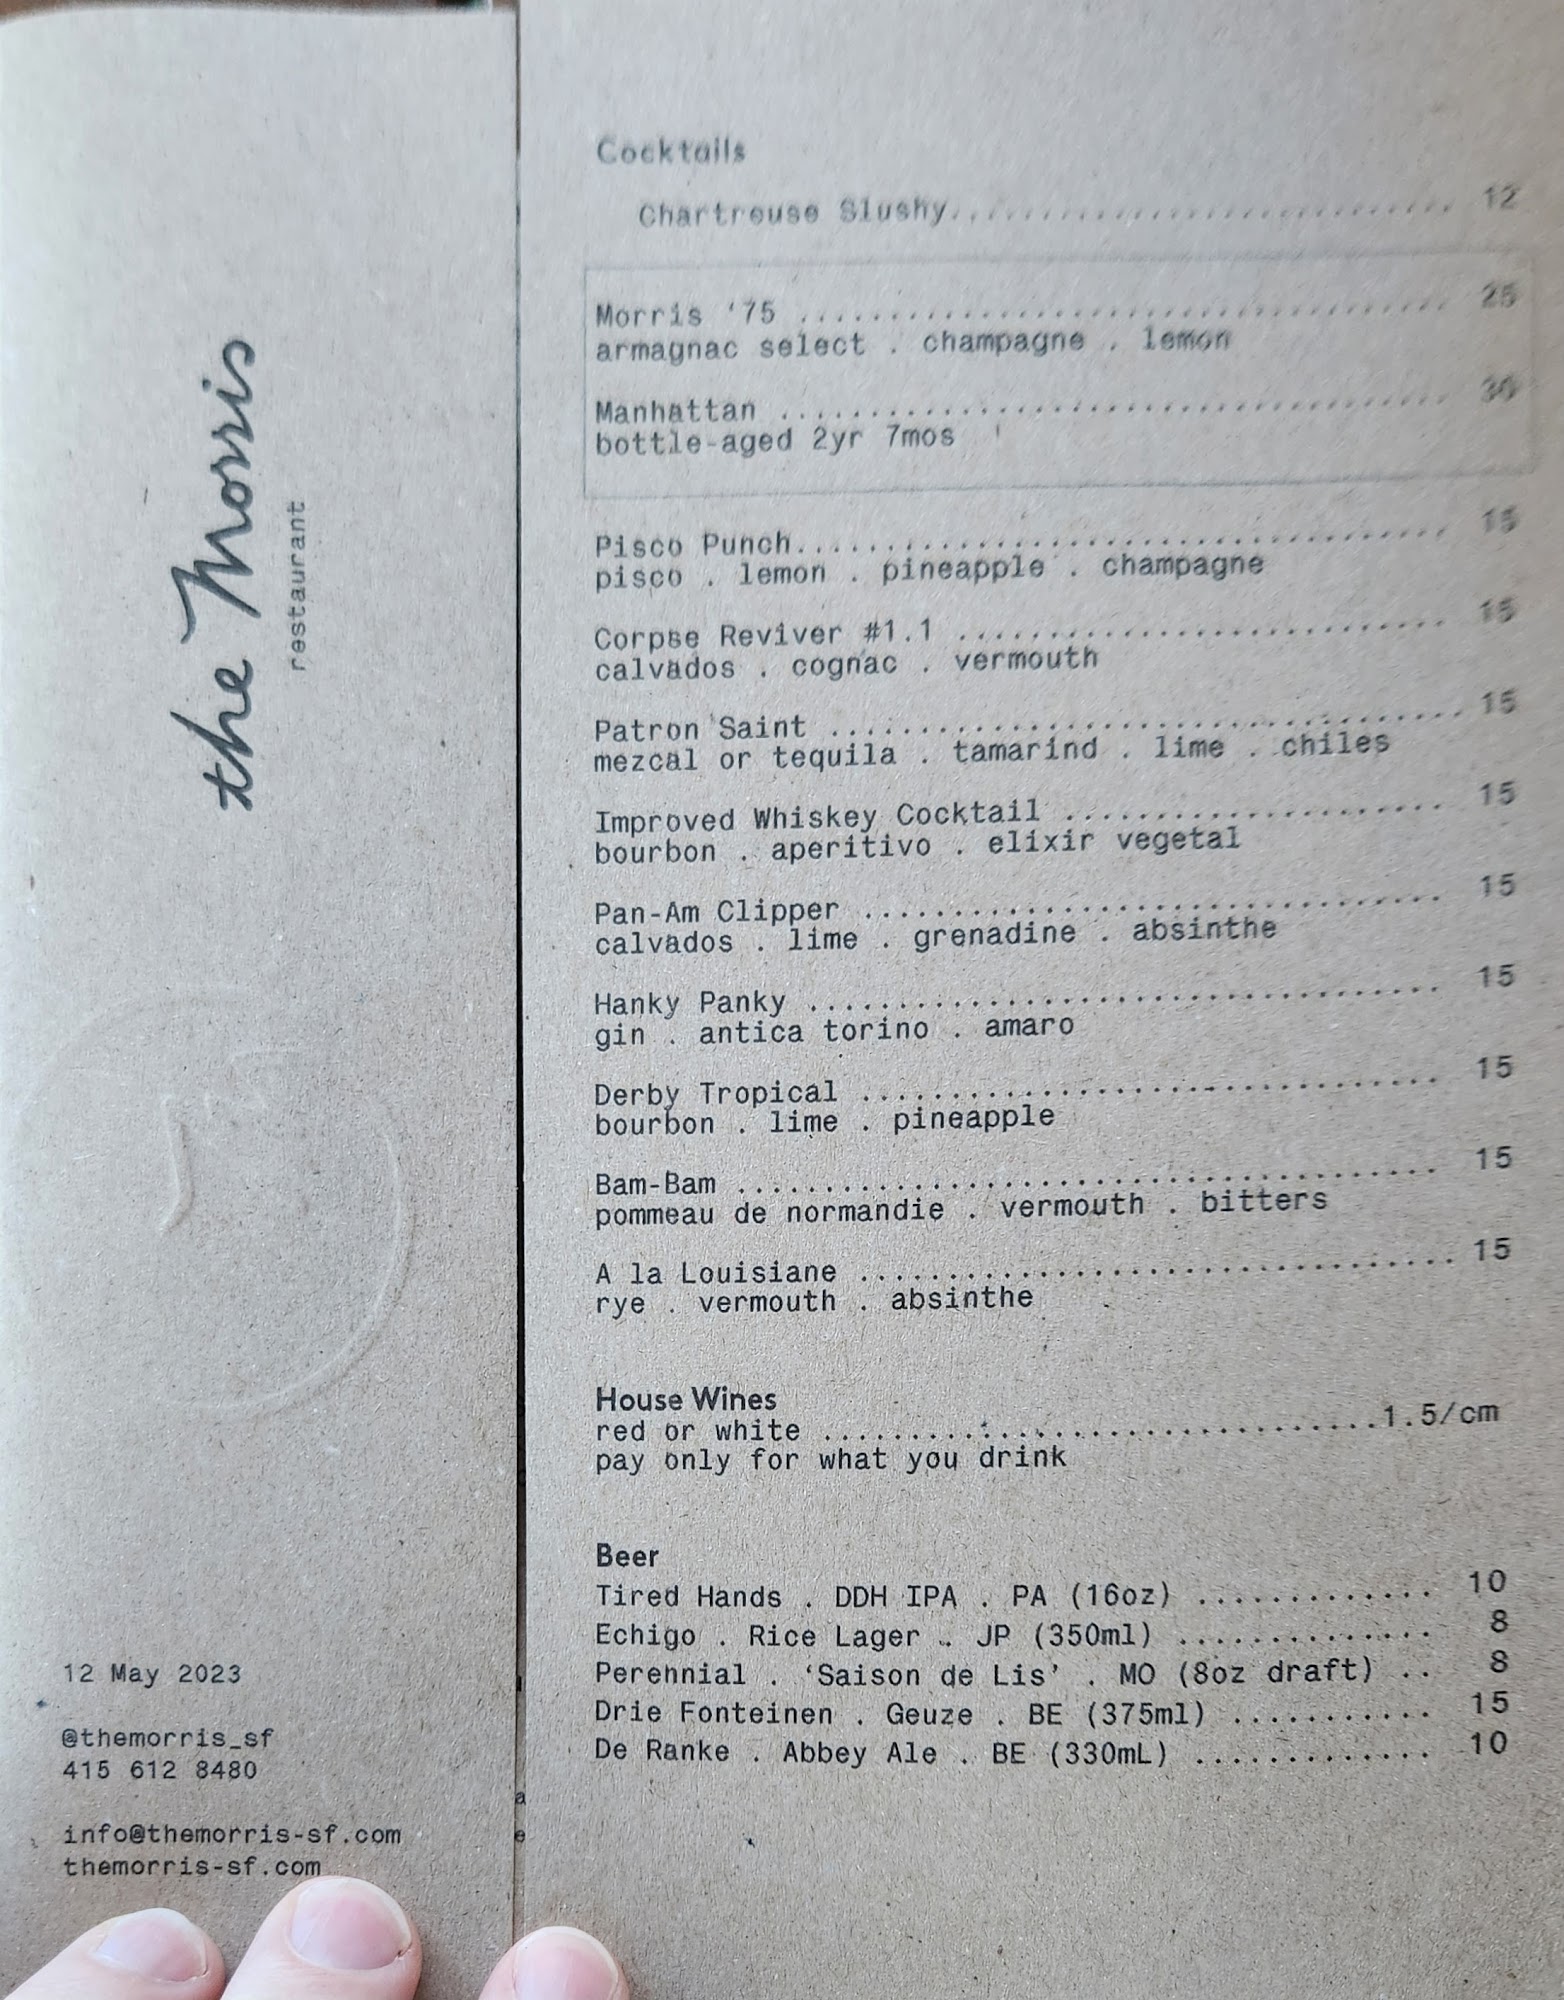 the Morris
restaurant
12 May 2023
@themorris_sf
415 612 8480
info@themorris-sf.com
themorris-sf.com
Cocktails
Chartreuse Slushy.................................. 12
Morris '75 .................................... 25
armagnac select . champagne . lemon
Manhattan ..................................... 30
bottle-aged 2yr 7mos
Pisco Punch.................................... 15
pisco . lemon . pineapple . champagne
Corpse Reviver #1.1 ........................... 15
calvados . cognac . vermouth
Patron Saint .................................. 15
mezcal or tequila . tamarind . lime . chiles
Improved Whiskey Cocktail ..................... 15
bourbon . aperitivo . elixir vegetal
Pan-Am Clipper ................................ 15
calvados . lime . grenadine . absinthe
Hanky Panky ................................... 15
gin . antica torino . amaro
Derby Tropical ................................ 15
bourbon . lime . pineapple
Bam-Bam ....................................... 15
pommeau de normandie . vermouth . bitters
A la Louisiane ................................ 15
rye . vermouth . absinthe
House Wines
red or white ...............................1.5/cm
pay only for what you drink
Beer
Tired Hands . DDH IPA . PA (16oz) ............. 10
Echigo . Rice Lager . JP (350ml) .............. 8
Perennial . ‘Saison de Lis’ . MO (8oz draft) .. 8
Drie Fonteinen . Geuze . BE (375ml) ........... 15
De Ranke . Abbey Ale . BE (330mL) ............. 10